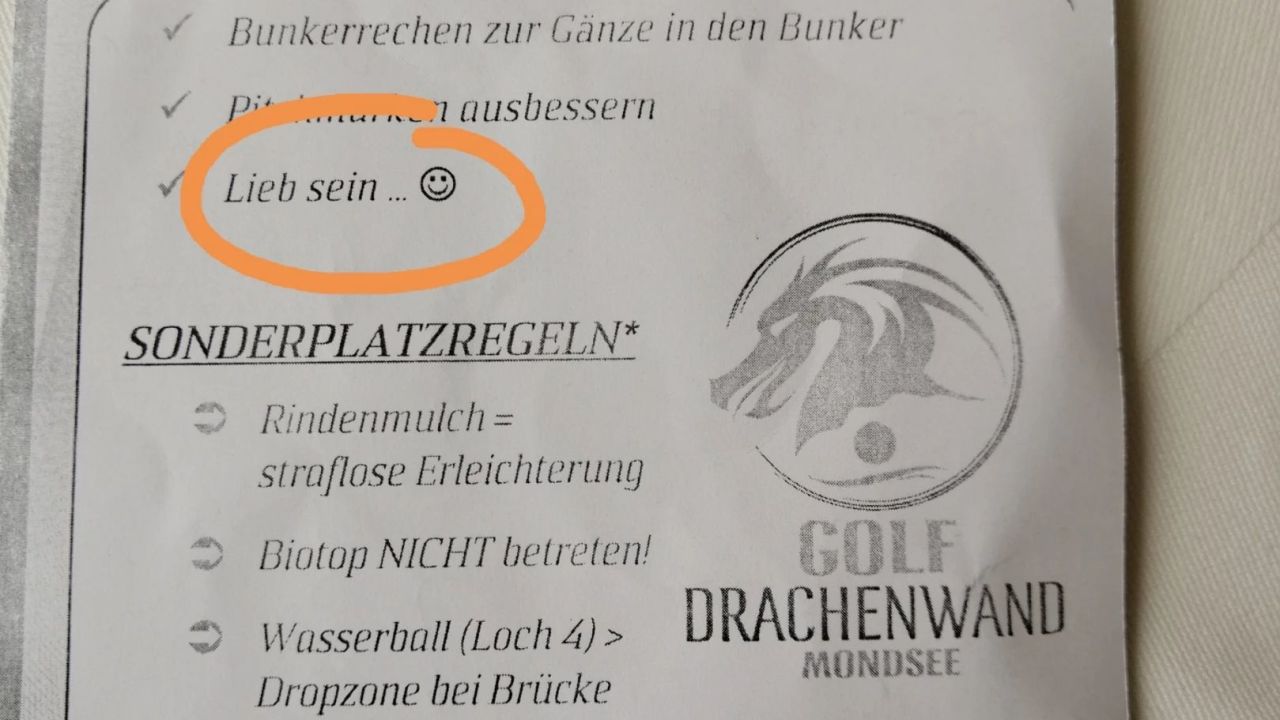 Bunkerrechen zur Gänze in den Bunker
Pitchmarken ausbessern
Lieb sein ... ☺
SONDERPLATZREGELN*
Rindenmulch =
straflose Erleichterung
Biotop NICHT betreten!
Wasserball (Loch 4) >
Dropzone bei Brücke
GOLF
DRACHENWAND
MONDSEE